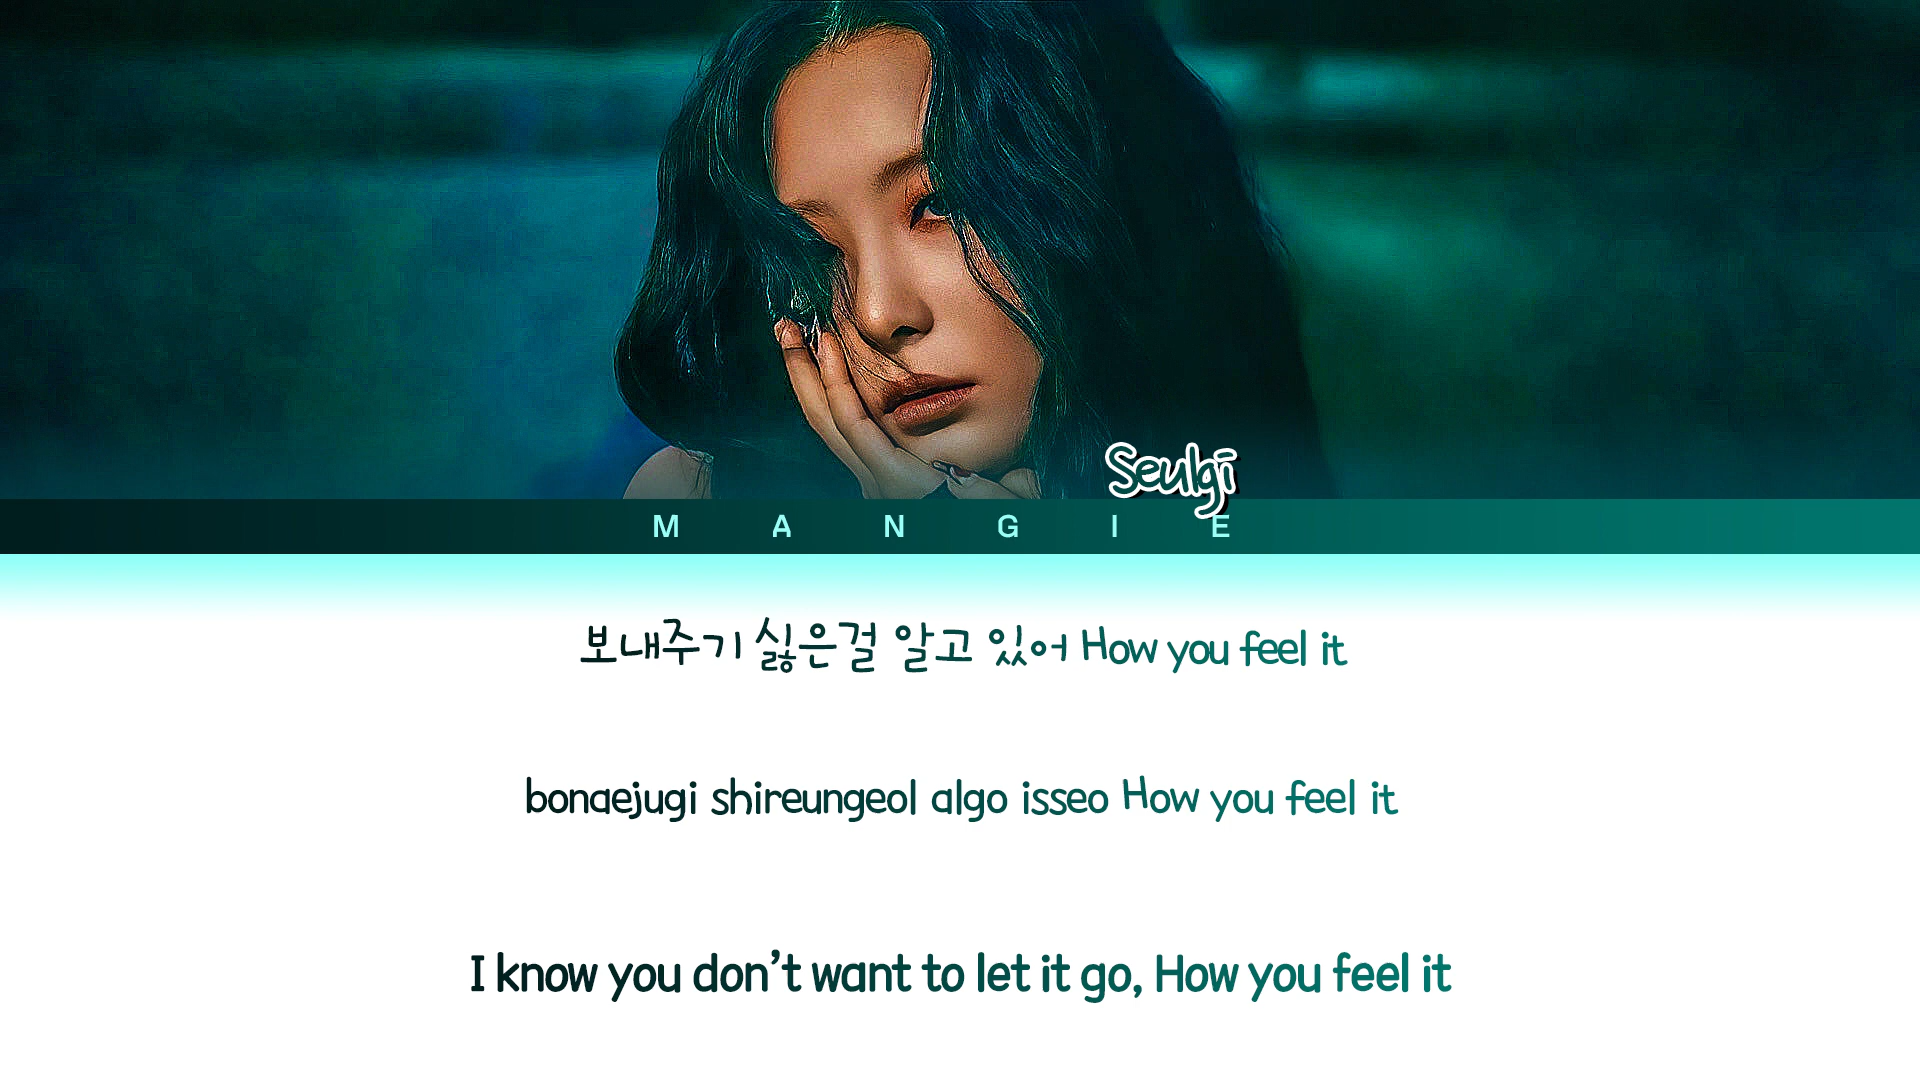 Seulgi
MANGIE
보내주기 싫은걸 알고 있어 How you feel it
bonaejugi shireungeol algo isseo How you feel it
I know you don’t want to let it go, How you feel it